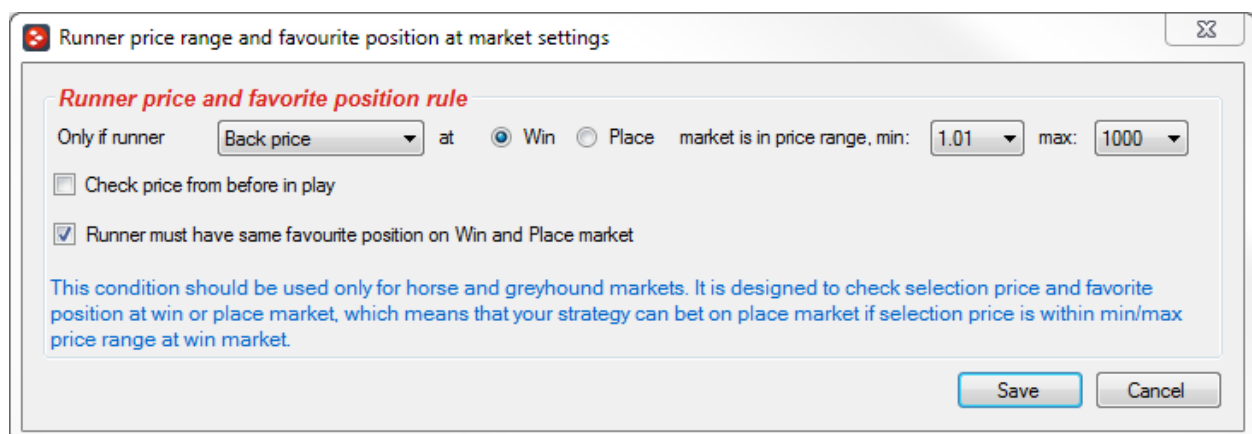 Runner price range and favourite position at market settings
Runner price and favorite position rule
Only if runner Back price at Win Place market is in price range, min: 1.01 max: 1000
Check price from before in play
Runner must have same favourite position on Win and Place market
This condition should be used only for horse and greyhound markets. It is designed to check selection price and favorite
position at win or place market, which means that your strategy can bet on place market if selection price is within min/max
price range at win market.
Save Cancel